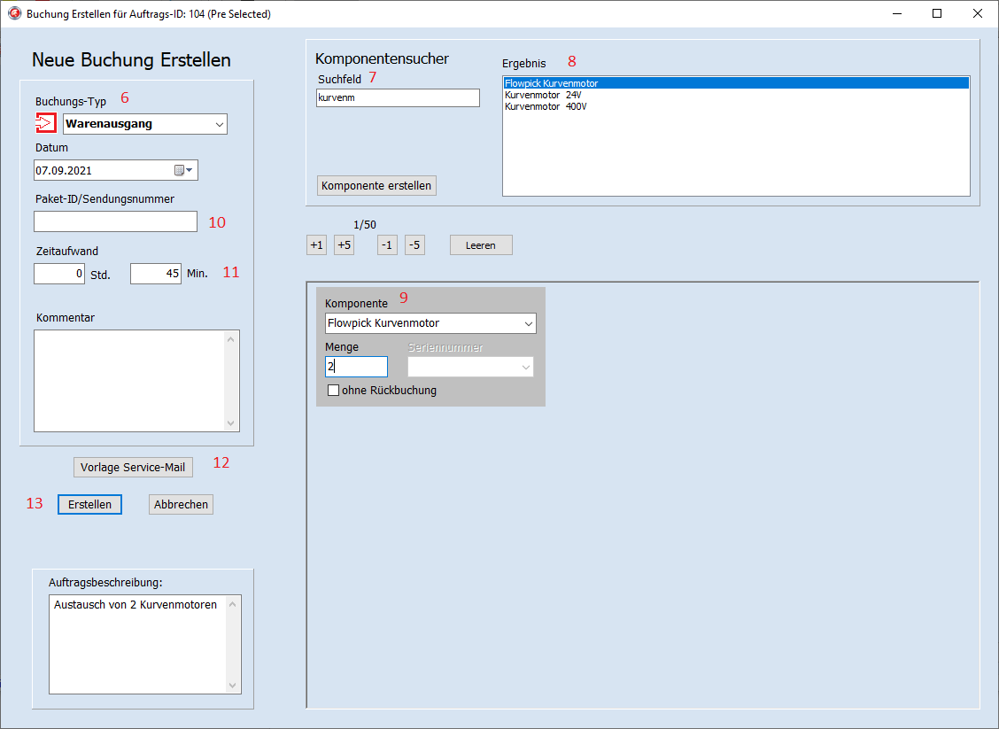 Buchung Erstellen für Auftrags-ID: 104 (Pre Selected)
Neue Buchung Erstellen
Buchungs-Typ 6
Warenausgang
Datum
07.09.2021
Paket-ID/Sendungsnummer
10
Zeitaufwand
0 Std. 45 Min. 11
Kommentar
Vorlage Service-Mail 12
13 Erstellen Abbrechen
Auftragsbeschreibung:
Austausch von 2 Kurvenmotoren
Komponentensucher
Suchfeld 7
kurvenm
Komponente erstellen
Ergebnis 8
Flowpick Kurvenmotor
Kurvenmotor 24V
Kurvenmotor 400V
1/50
+1 +5 -1 -5 Leeren
Komponente 9
Flowpick Kurvenmotor
Menge Seriennummer
2
ohne Rückbuchung